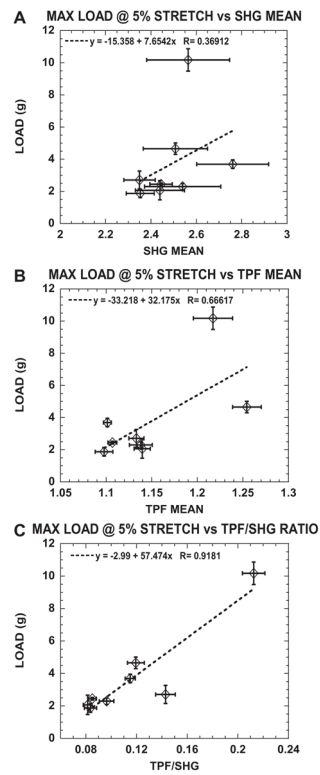 A MAX LOAD @ 5% STRETCH vs SHG MEAN
y = -15.358 + 7.6542x R= 0.36912
12
10
8
6
4
2
0
LOAD (g)
2 2.2 2.4 2.6 2.8 3
SHG MEAN
B MAX LOAD @ 5% STRETCH vs TPF MEAN
y = -33.218 + 32.175x R= 0.66617
12
10
8
6
4
2
0
LOAD (g)
1.05 1.1 1.15 1.2 1.25 1.3
TPF MEAN
C MAX LOAD @ 5% STRETCH vs TPF/SHG RATIO
y = -2.99 + 57.474x R= 0.9181
12
10
8
6
4
2
0
LOAD (g)
0.08 0.12 0.16 0.2 0.24
TPF/SHG